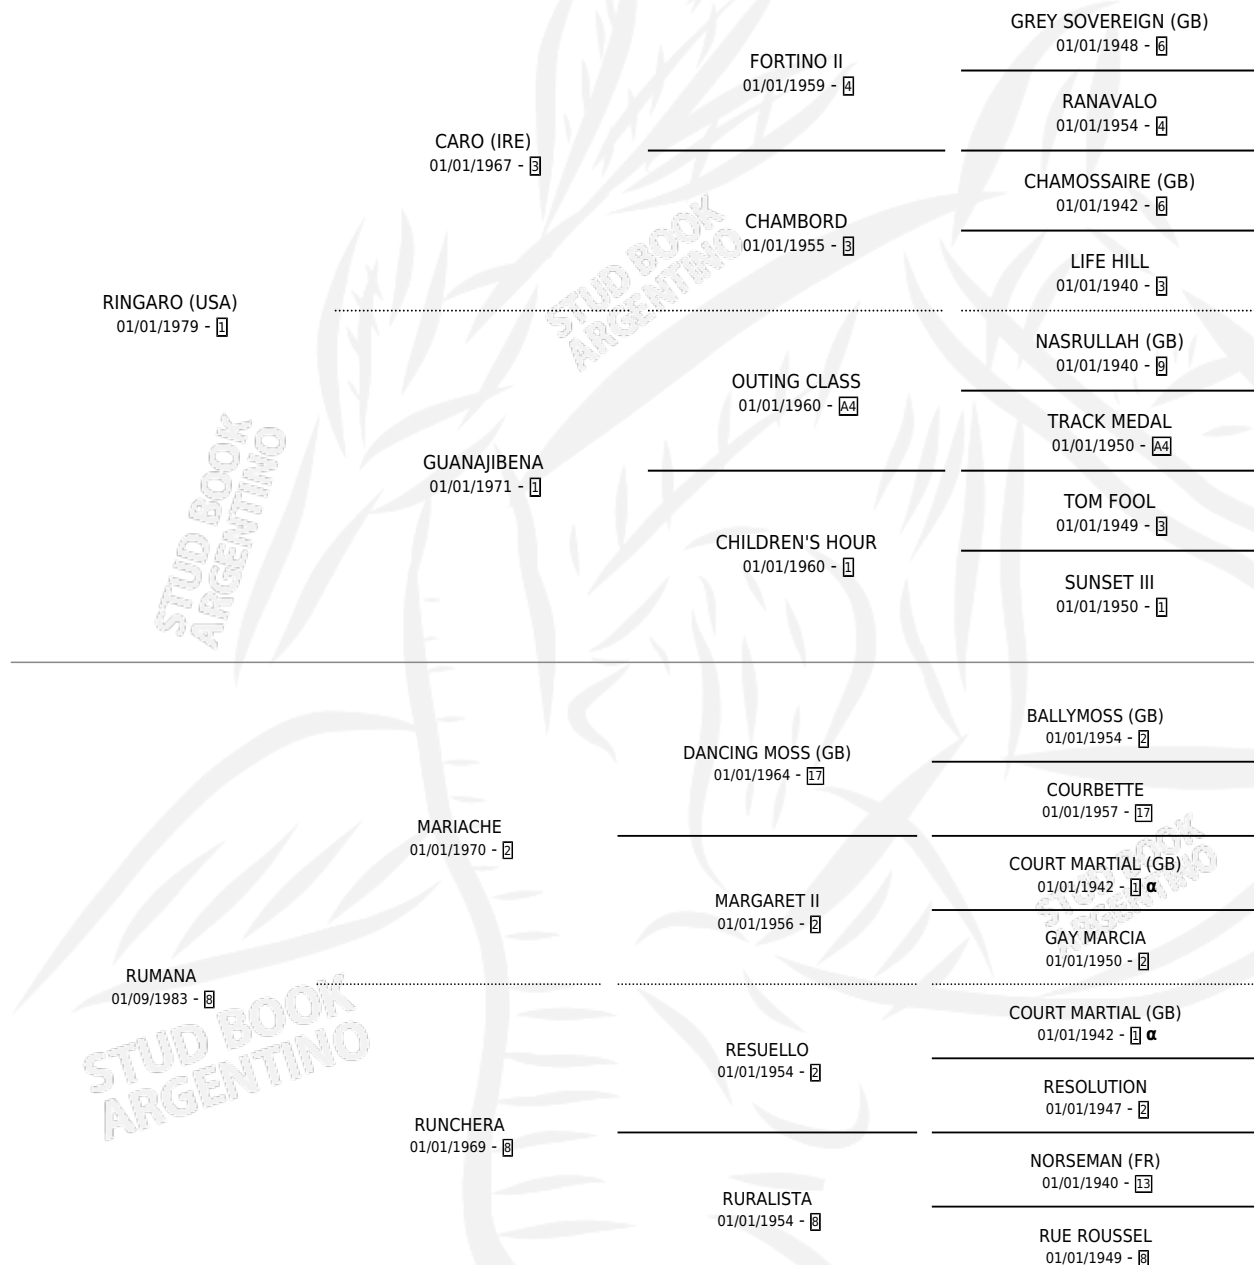 GREY SOVEREIGN (GB)
01/01/1948 - 6
FORTINO II
01/01/1959 - 4
RANAVALO
01/01/1954 - 4
CARO (IRE)
01/01/1967 - 3
CHAMOSSAIRE (GB)
01/01/1942 - 6
CHAMBORD
01/01/1955 - 3
LIFE HILL
01/01/1940 - 3
RINGARO (USA)
01/01/1979 - 1
NASRULLAH (GB)
01/01/1940 - 9
OUTING CLASS
01/01/1960 - A4
TRACK MEDAL
01/01/1950 - A4
GUANAJIBENA
01/01/1971 - 1
TOM FOOL
01/01/1949 - 3
CHILDREN'S HOUR
01/01/1960 - 1
SUNSET III
01/01/1950 - 1
BALLYMOSS (GB)
01/01/1954 - 2
DANCING MOSS (GB)
01/01/1964 - 17
COURBETTE
01/01/1957 - 17
MARIACHE
01/01/1970 - 2
COURT MARTIAL (GB)
01/01/1942 - 1 α
MARGARET II
01/01/1956 - 2
GAY MARCIA
01/01/1950 - 2
RUMANA
01/09/1983 - 8
COURT MARTIAL (GB)
01/01/1942 - 1 α
RESUELLO
01/01/1954 - 2
RESOLUTION
01/01/1947 - 2
RUNCHERA
01/01/1969 - 8
NORSEMAN (FR)
01/01/1940 - 13
RURALISTA
01/01/1954 - 8
RUE ROUSSEL
01/01/1949 - 8
STUD BOOK
ARGENTINO
STUD BOOK
ARGENTINO
STUD BOOK
ARGENTINO
STUD BOOK
ARGENTINO